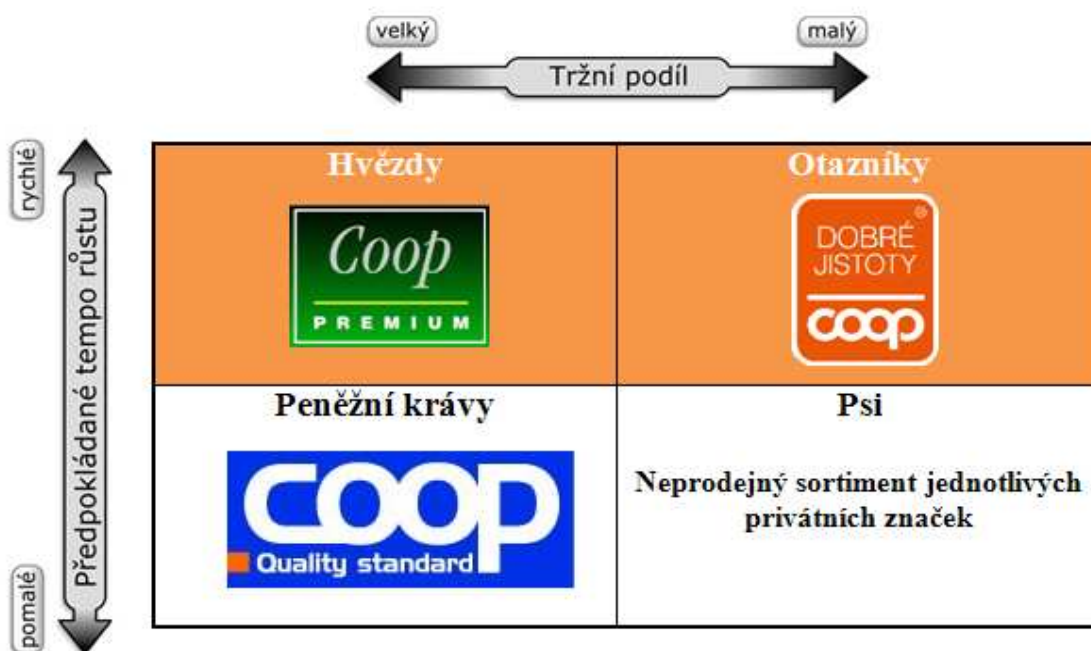 velký
malý
Tržní podíl
rychlé
Předpokládané tempo růstu
pomalé
Hvězdy
Coop
PREMIUM
Otazníky
DOBRÉ
JISTOTY
®
coop
Peněžní krávy
coop
Quality standard
Psi
Neprodejný sortiment jednotlivých
privátních značek